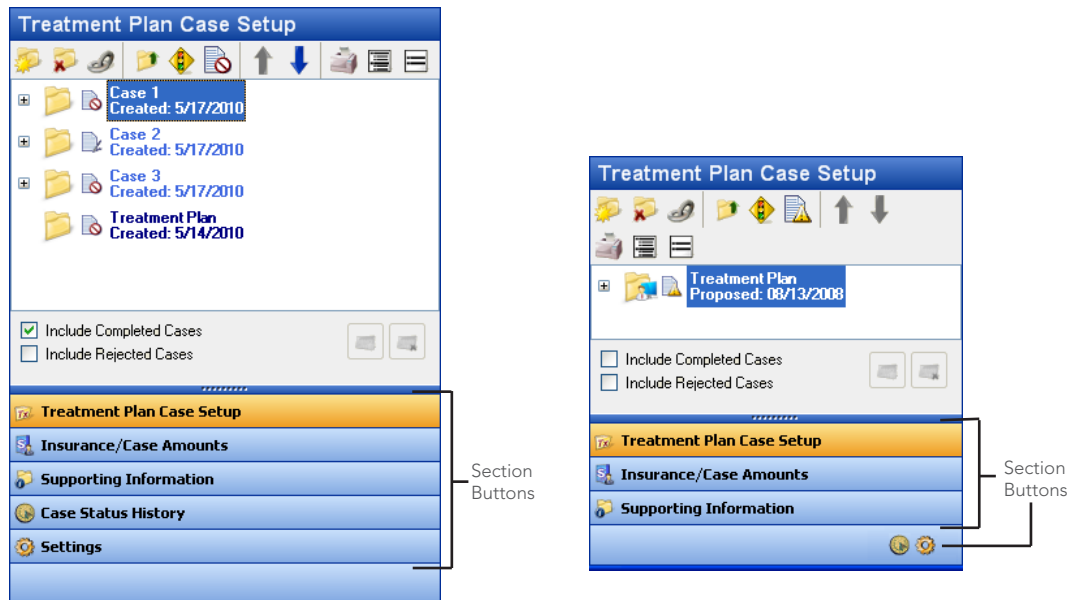 Treatment Plan Case Setup
Case 1
Created: 5/17/2010
Case 2
Created: 5/17/2010
Case 3
Created: 5/17/2010
Treatment Plan
Created: 5/14/2010
Include Completed Cases
Include Rejected Cases
Treatment Plan Case Setup
Insurance/Case Amounts
Supporting Information
Case Status History
Settings
Section
Buttons
Treatment Plan Case Setup
Treatment Plan
Proposed: 08/13/2008
Include Completed Cases
Include Rejected Cases
Treatment Plan Case Setup
Insurance/Case Amounts
Supporting Information
Section
Buttons